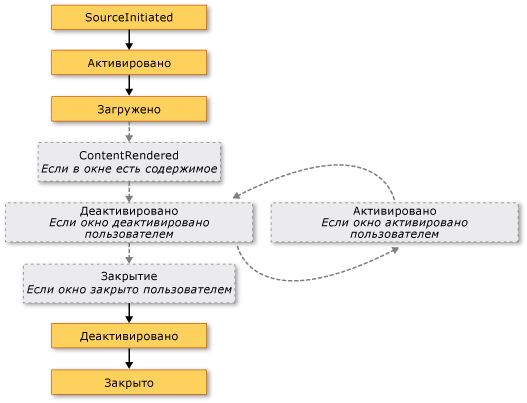 SourceInitiated
Активировано
Загружено
ContentRendered
Если в окне есть содержимое
Деактивировано
Если окно деактивировано
пользователем
Активировано
Если окно активировано
пользователем
Закрытие
Если окно закрыто пользователем
Деактивировано
Закрыто